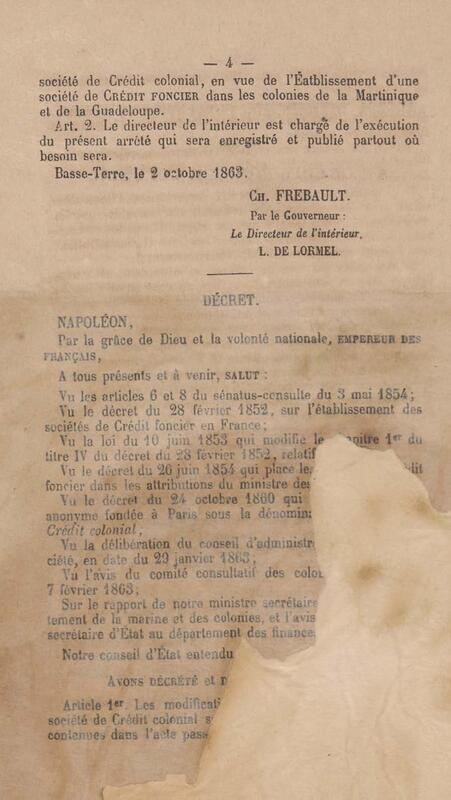 — 4 —
société de Crédit colonial, en vue de l'Éatblissement d'une
société de CRÉDIT FONCIER dans les colonies de la Martinique
et de la Guadeloupe.
Art. 2. Le directeur de l'intérieur est chargé de l'exécution
du présent arrêté qui sera enregistré et publié partout où
besoin sera.
Basse-Terre, le 2 octobre 1863.
CH. FREBAULT.
Par le Gouverneur :
Le Directeur de l'intérieur,
L. DE LORMEL.
DÉCRET.
NAPOLÉON,
Par la grâce de Dieu et la volonté nationale, EMPEREUR DES
FRANÇAIS,
A tous présents et à venir, SALUT :
Vu les articles 6 et 8 du sénatus-consulte du 3 mai 1854;
Vu le décret du 28 février 1852, sur l'établissement des
sociétés de Crédit foncier en France;
Vu la loi du 10 juin 1853 qui modifie le 1er du
titre IV du décret du 28 février 1852,
Vu le décret du 26 juin 1854 qui place
foncier dans les attributions du ministre
Vu le décret du 24 octobre 1860 qui
anonyme fondée à Paris sous la
Crédit colonial;
Vu la délibération du conseil
ciété, en date du 29 janvier 1863,
Vu l'avis du comité consultatif des
7 février 1863;
Sur le rapport de notre ministre secrétaire
tement de la marine et des colonies, et l'avis
secrétaire d'État au département des
Notre conseil d'État entendu
AVONS DÉCRÉTÉ et
Article 1er. Les
société de Crédit colonial
contenues dans l'acte